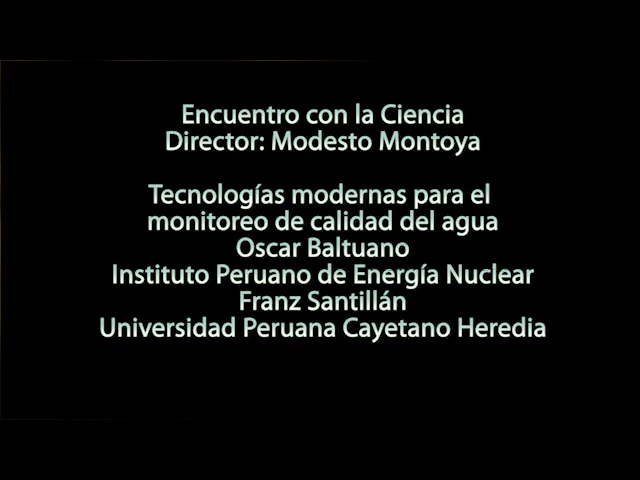 Encuentro con la Ciencia
Director: Modesto Montoya
Tecnologías modernas para el
monitoreo de calidad del agua
Oscar Baltuano
Instituto Peruano de Energía Nuclear
Franz Santillán
Universidad Peruana Cayetano Heredia